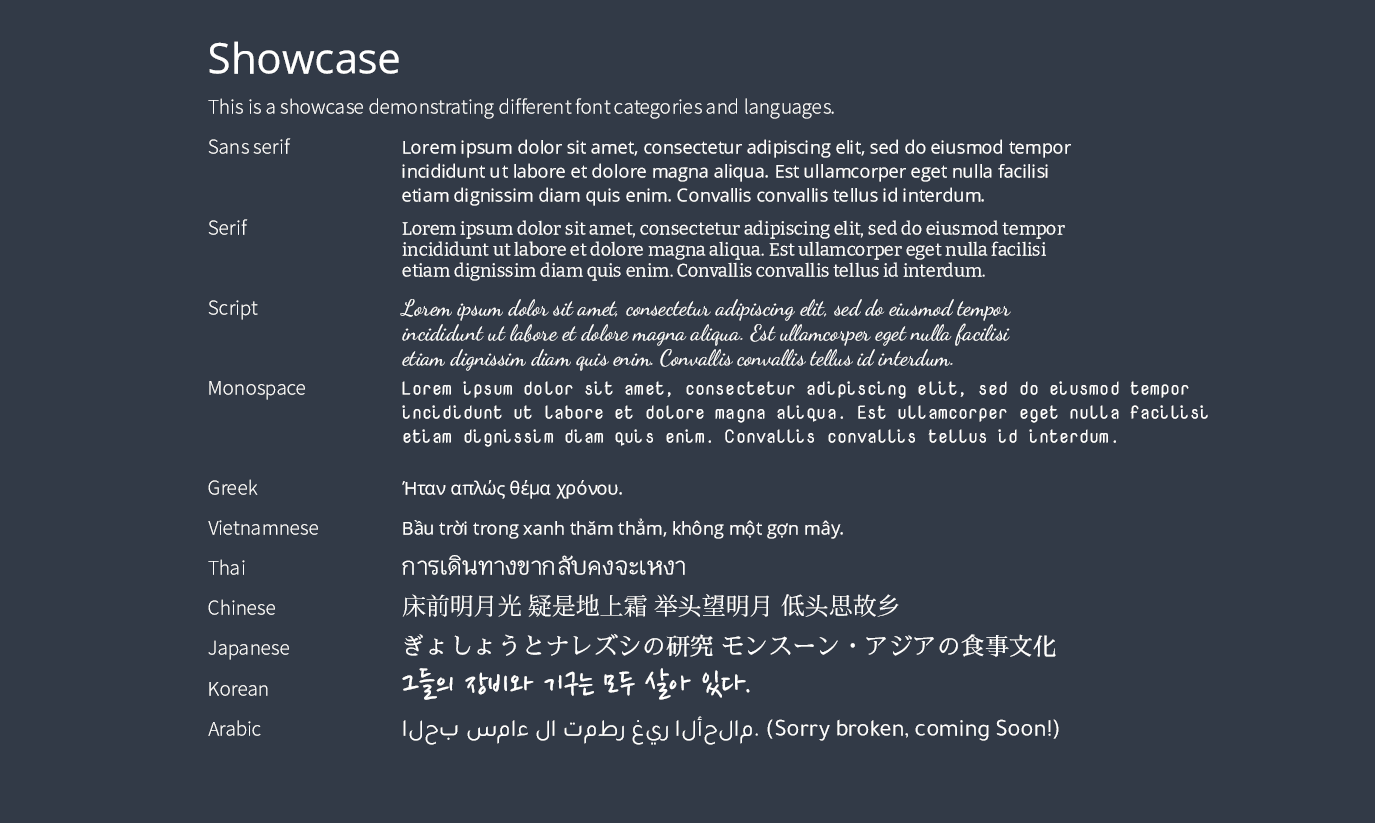 Showcase
This is a showcase demonstrating different font categories and languages.
Sans serif
Lorem ipsum dolor sit amet, consectetur adipiscing elit, sed do eiusmod tempor
incididunt ut labore et dolore magna aliqua. Est ullamcorper eget nulla facilisi
etiam dignissim diam quis enim. Convallis convallis tellus id interdum.
Serif
Lorem ipsum dolor sit amet, consectetur adipiscing elit, sed do eiusmod tempor
incididunt ut labore et dolore magna aliqua. Est ullamcorper eget nulla facilisi
etiam dignissim diam quis enim. Convallis convallis tellus id interdum.
Script
Lorem ipsum dolor sit amet, consectetur adipiscing elit, sed do eiusmod tempor
incididunt ut labore et dolore magna aliqua. Est ullamcorper eget nulla facilisi
etiam dignissim diam quis enim. Convallis convallis tellus id interdum.
Monospace
Lorem ipsum dolor sit amet, consectetur adipiscing elit, sed do eiusmod tempor
incididunt ut labore et dolore magna aliqua. Est ullamcorper eget nulla facilisi
etiam dignissim diam quis enim. Convallis convallis tellus id interdum.
Greek
Ήταν απλώς θέμα χρόνου.
Vietnamnese
Bầu trời trong xanh thăm thẳm, không một gợn mây.
Thai
การเดินทางขากลับคงจะเหงา
Chinese
床前明月光 疑是地上霜 举头望明月 低头思故乡
Japanese
ぎょしょうとナレズシの研究 モンスーン・アジアの食事文化
Korean
그들의 장비와 기구는 모두 살아 있다.
Arabic
الحب سماء لا تمطر غير الأحلام. (Sorry broken, coming Soon!)